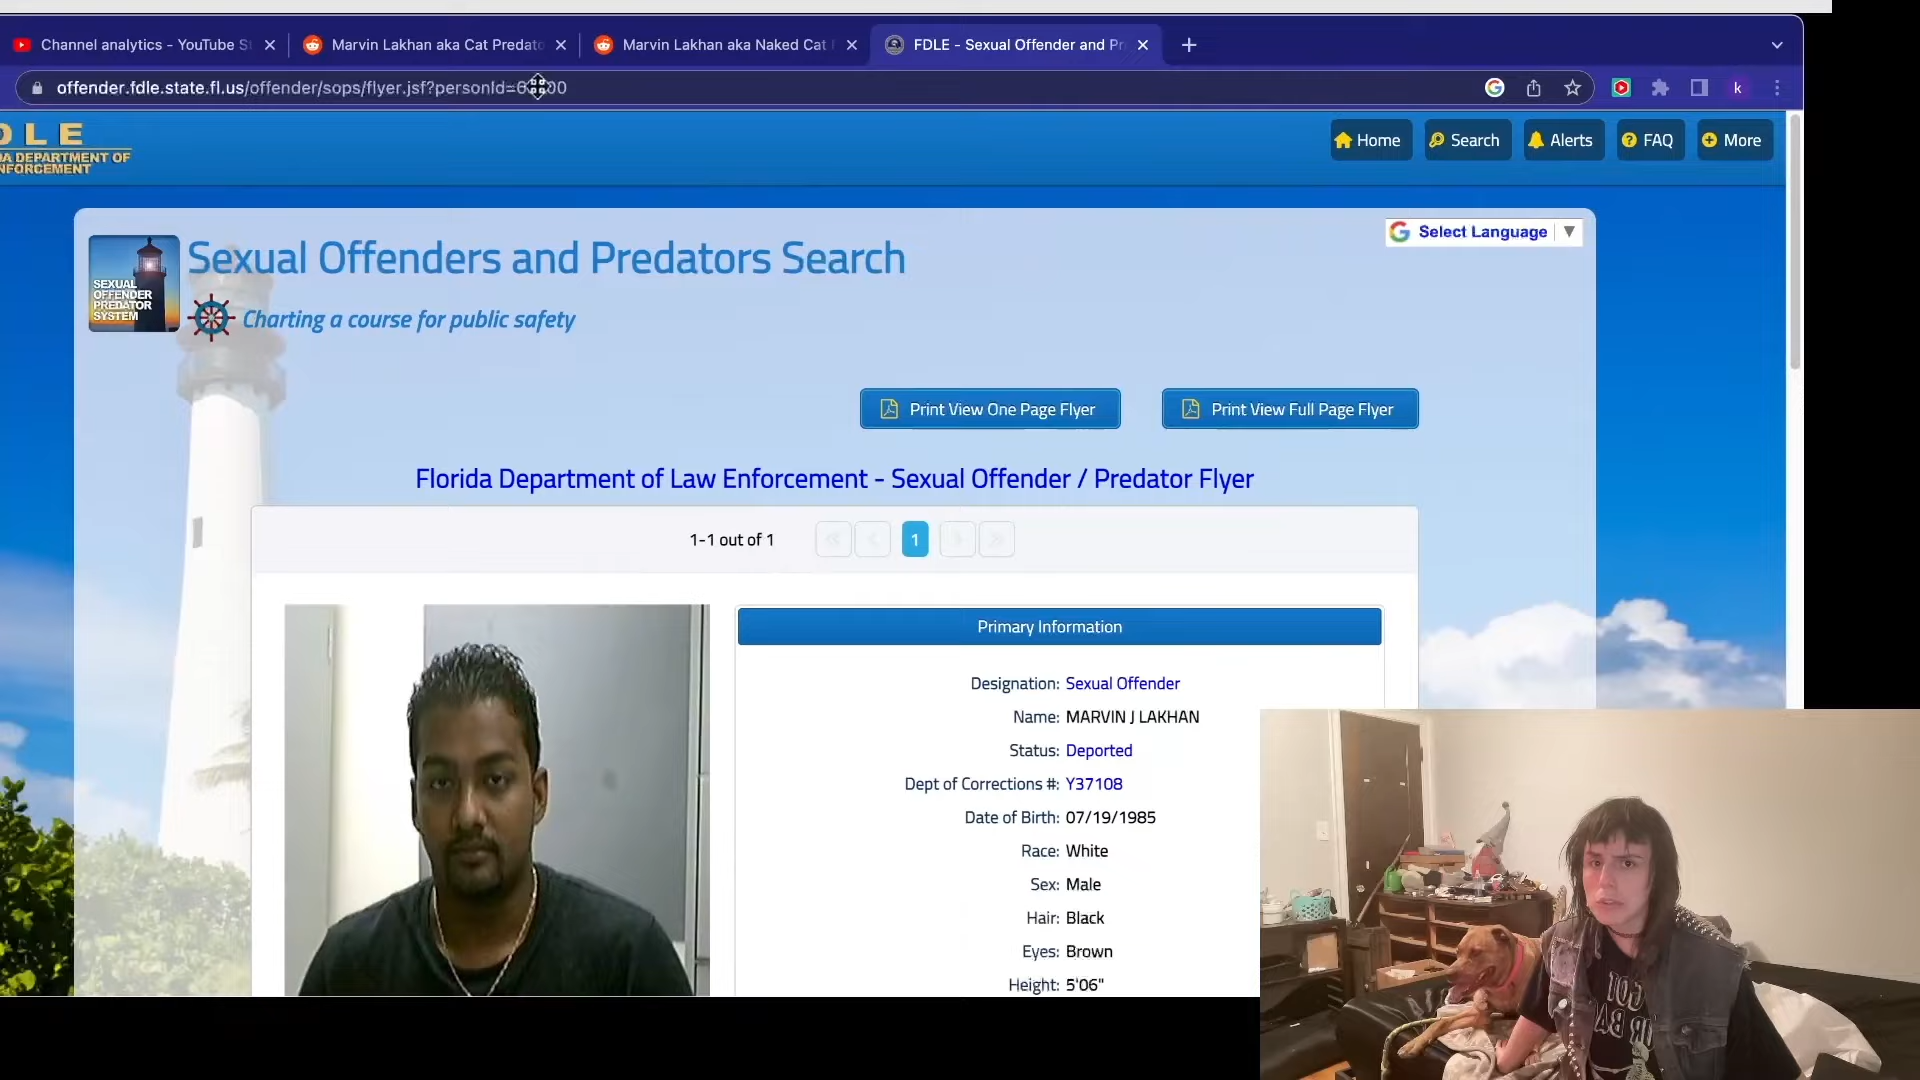 Channel analytics - YouTube S
Marvin Lakhan aka Cat Predato
Marvin Lakhan aka Naked Cat
FDLE - Sexual Offender and Pr
offender.fdle.state.fl.us/offender/sops/flyer.jsf?personId=
k
DLE
DA DEPARTMENT OF
NFORCEMENT
Home
Search
Alerts
FAQ
More
Select Language ▼
SEXUAL
OFFENDER
PREDATOR
SYSTEM
Sexual Offenders and Predators Search
Charting a course for public safety
Print View One Page Flyer
Print View Full Page Flyer
Florida Department of Law Enforcement - Sexual Offender / Predator Flyer
1-1 out of 1
1
Primary Information
Designation: Sexual Offender
Name: MARVIN J LAKHAN
Status: Deported
Dept of Corrections #: Y37108
Date of Birth: 07/19/1985
Race: White
Sex: Male
Hair: Black
Eyes: Brown
Height: 5'06"